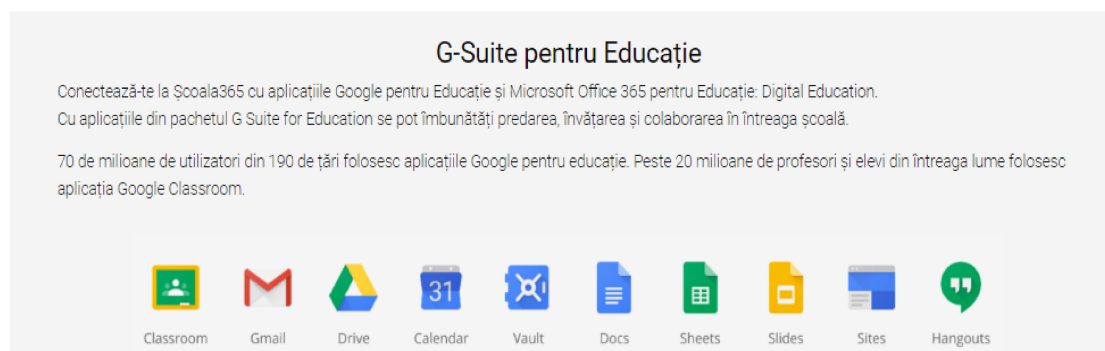 G-Suite pentru Educație
Conectează-te la Școala365 cu aplicațiile Google pentru Educație și Microsoft Office 365 pentru Educație: Digital Education.
Cu aplicațiile din pachetul G Suite for Education se pot îmbunătăți predarea, învățarea și colaborarea în întreaga școală.
70 de milioane de utilizatori din 190 de țări folosesc aplicațiile Google pentru educație. Peste 20 milioane de profesori și elevi din întreaga lume folosesc
aplicația Google Classroom.
31
Classroom Gmail Drive Calendar Vault Docs Sheets Slides Sites Hangouts